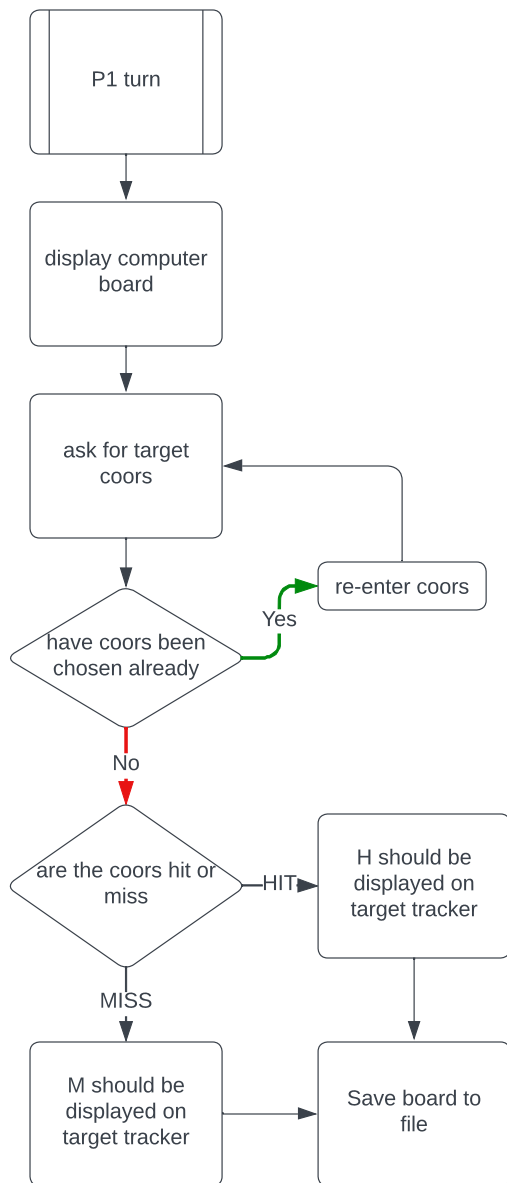 P1 turn
display computer
board
ask for target
coors
re-enter coors
Yes
have coors been
chosen already
No
are the coors hit or
miss
HIT
H should be
displayed on
target tracker
MISS
M should be
displayed on
target tracker
Save board to
file